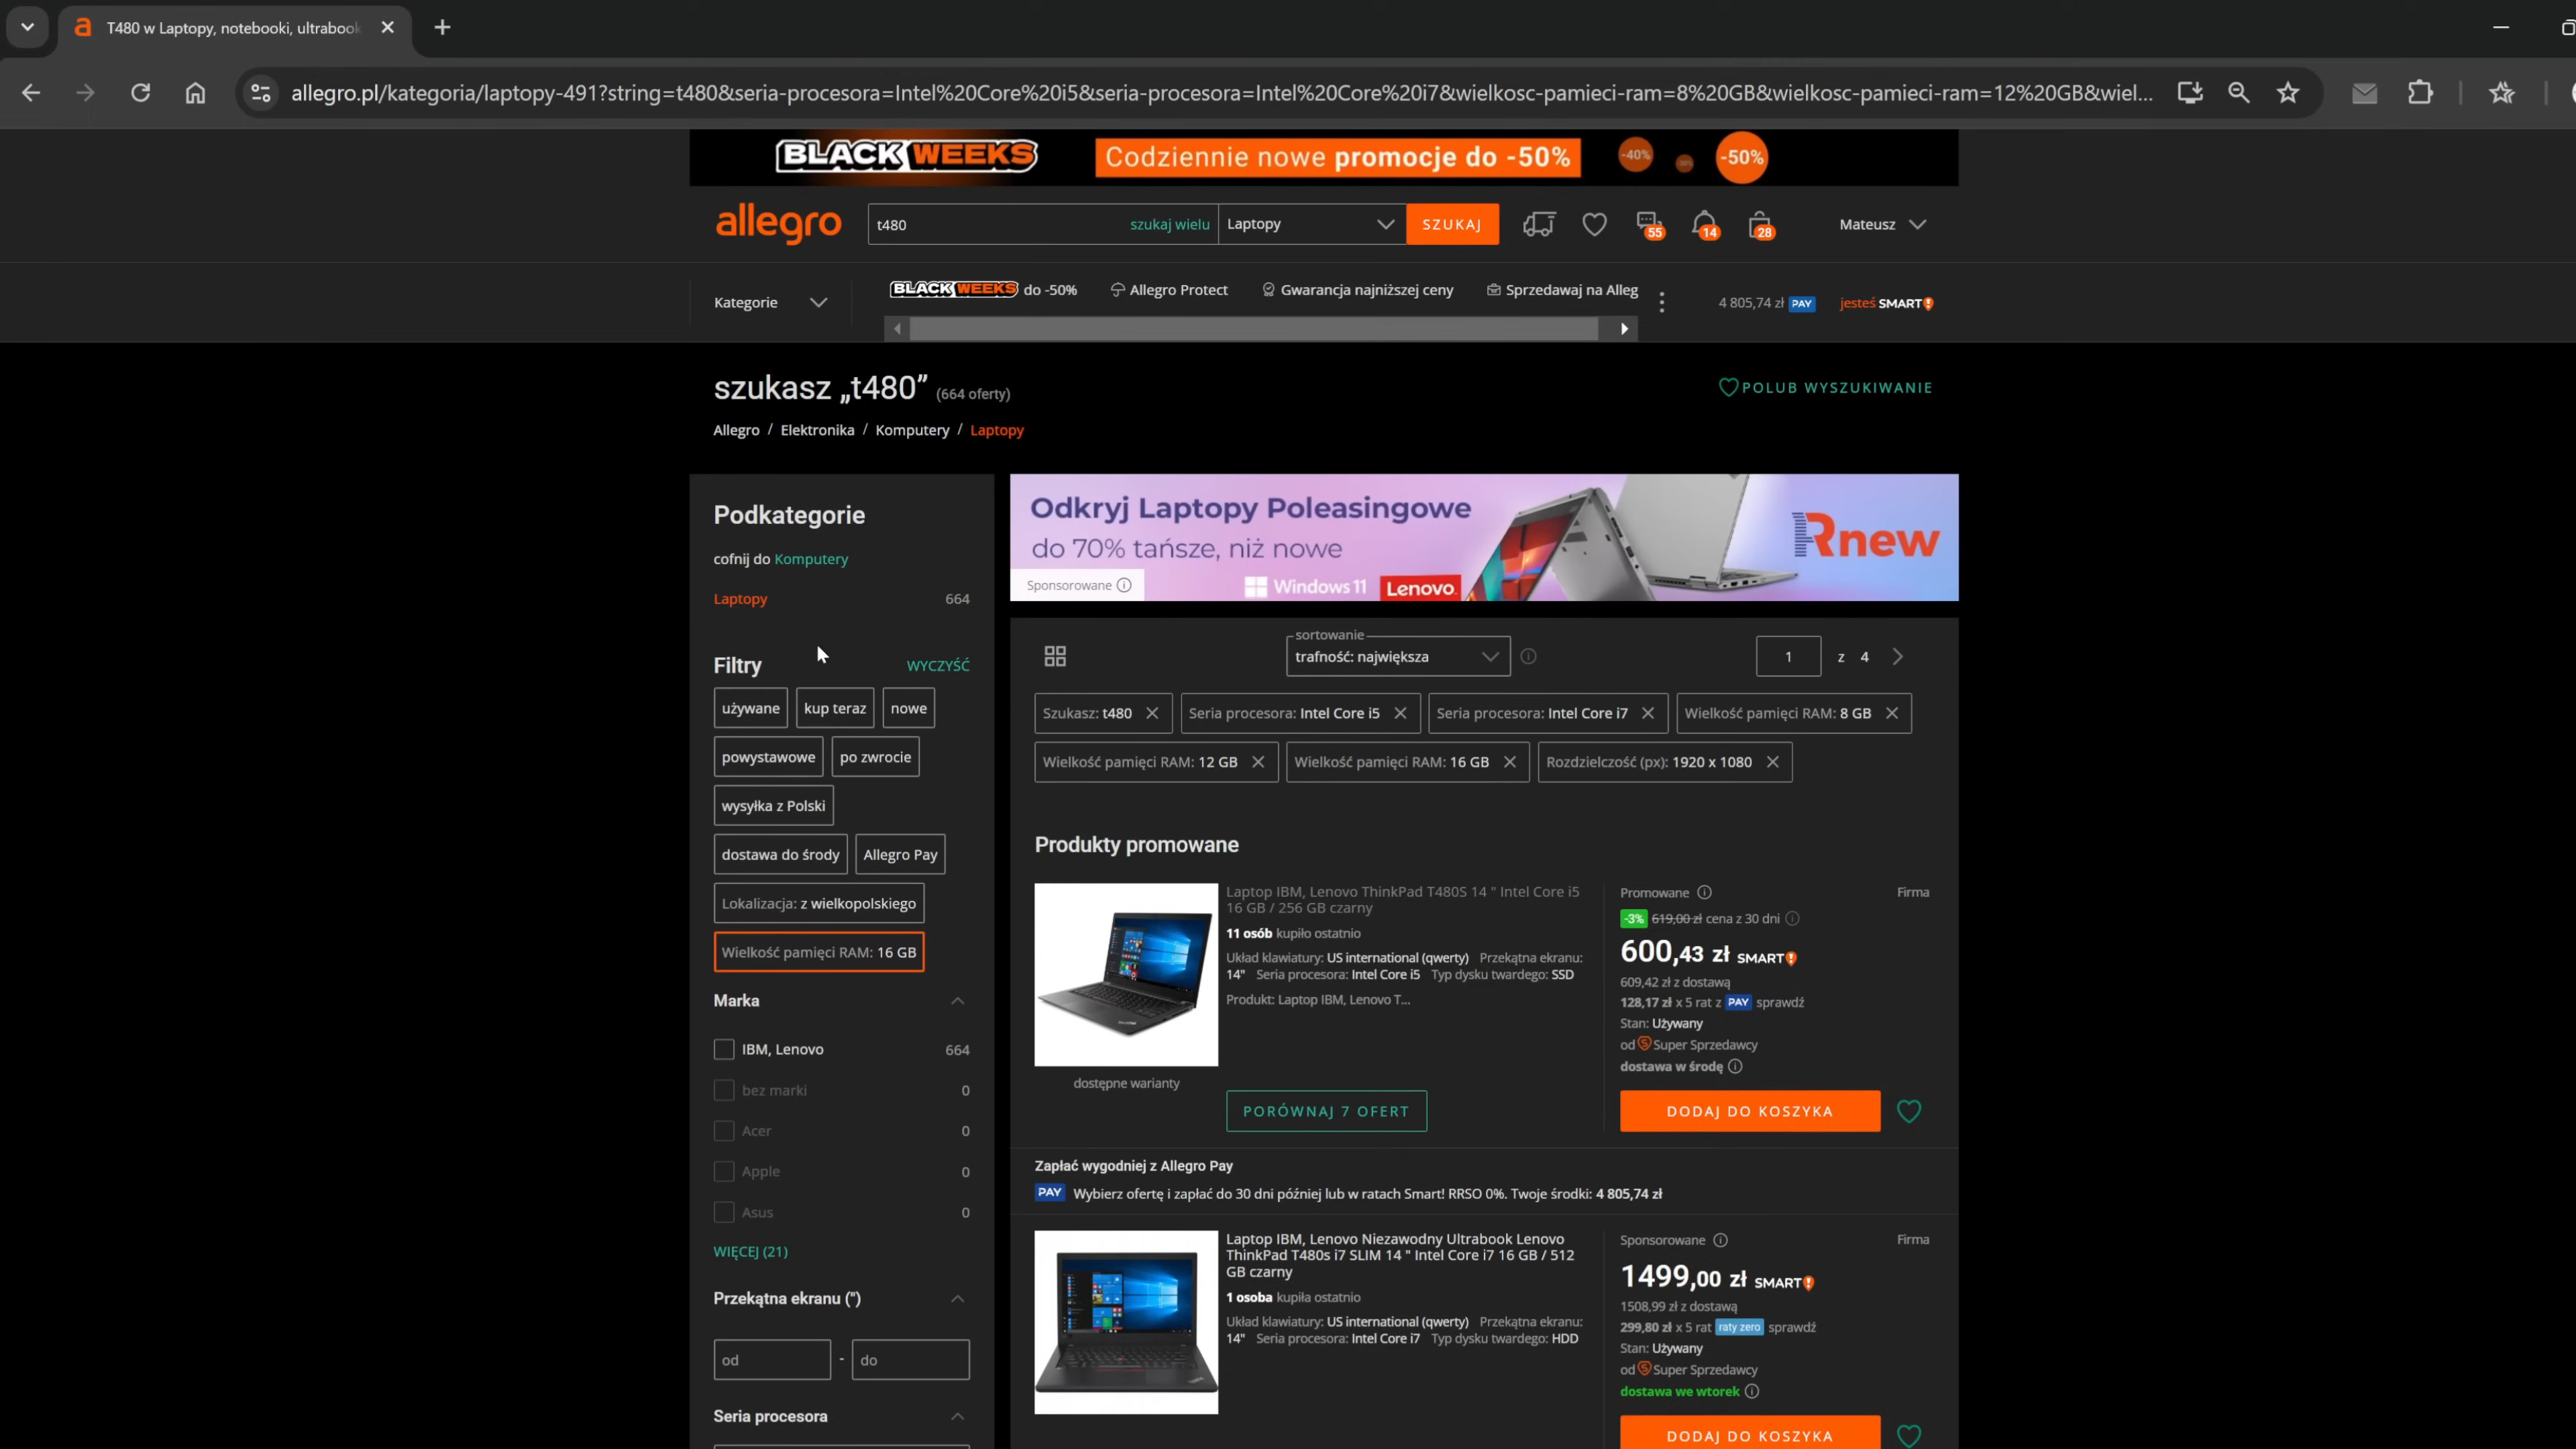 T480 w Laptopy, notebooki, ultrabook
allegro.pl/kategoria/laptopy-491?string=t480&seria-procesora=Intel%20Core%20i5&seria-procesora=Intel%20Core%20i7&wielkosc-pamieci-ram=8%20GB&wielkosc-pamieci-ram=12%20GB&wiel...
BLACK WEEKS Codziennie nowe promocje do -50% -40% -50%
allegro t480 szukaj wielu Laptopy SZUKAJ 55 14 28 Mateusz
Kategorie BLACK WEEKS do -50% Allegro Protect Gwarancja najniższej ceny Sprzedawaj na Alleg 4 805,74 zł PAY jesteś SMART!
szukasz „t480” (664 oferty) POLUB WYSZUKIWANIE
Allegro / Elektronika / Komputery / Laptopy
Podkategorie
cofnij do Komputery
Laptopy 664
Filtry WYCZYŚĆ
używane kup teraz nowe
powystawowe po zwrocie
wysyłka z Polski
dostawa do środy Allegro Pay
Lokalizacja: z wielkopolskiego
Wielkość pamięci RAM: 16 GB
Marka
IBM, Lenovo 664
bez marki 0
Acer 0
Apple 0
Asus 0
WIĘCEJ (21)
Przekątna ekranu (")
od - do
Seria procesora
Odkryj Laptopy Poleasingowe
do 70% tańsze, niż nowe
Rnew
Sponsorowane Windows 11 Lenovo
sortowanie
trafność: największa 1 z 4
Szukasz: t480 Seria procesora: Intel Core i5 Seria procesora: Intel Core i7 Wielkość pamięci RAM: 8 GB
Wielkość pamięci RAM: 12 GB Wielkość pamięci RAM: 16 GB Rozdzielczość (px): 1920 x 1080
Produkty promowane
Laptop IBM, Lenovo ThinkPad T480S 14 " Intel Core i5
16 GB / 256 GB czarny
11 osób kupiło ostatnio
Układ klawiatury: US international (qwerty) Przekątna ekranu:
14" Seria procesora: Intel Core i5 Typ dysku twardego: SSD
Produkt: Laptop IBM, Lenovo T...
dostępne warianty
PORÓWNAJ 7 OFERT
Promowane Firma
-3% 619,00 zł cena z 30 dni
600,43 zł SMART!
609,42 zł z dostawą
128,17 zł x 5 rat z PAY sprawdź
Stan: Używany
od Super Sprzedawcy
dostawa w środę
DODAJ DO KOSZYKA
Zapłać wygodniej z Allegro Pay
PAY Wybierz ofertę i zapłać do 30 dni później lub w ratach Smart! RRSO 0%. Twoje środki: 4 805,74 zł
Laptop IBM, Lenovo Niezawodny Ultrabook Lenovo
ThinkPad T480s i7 SLIM 14 " Intel Core i7 16 GB / 512
GB czarny
1 osoba kupiła ostatnio
Układ klawiatury: US international (qwerty) Przekątna ekranu:
14" Seria procesora: Intel Core i7 Typ dysku twardego: HDD
Sponsorowane Firma
1499,00 zł SMART!
1508,99 zł z dostawą
299,80 zł x 5 rat raty zero sprawdź
Stan: Używany
od Super Sprzedawcy
dostawa we wtorek
DODAJ DO KOSZYKA